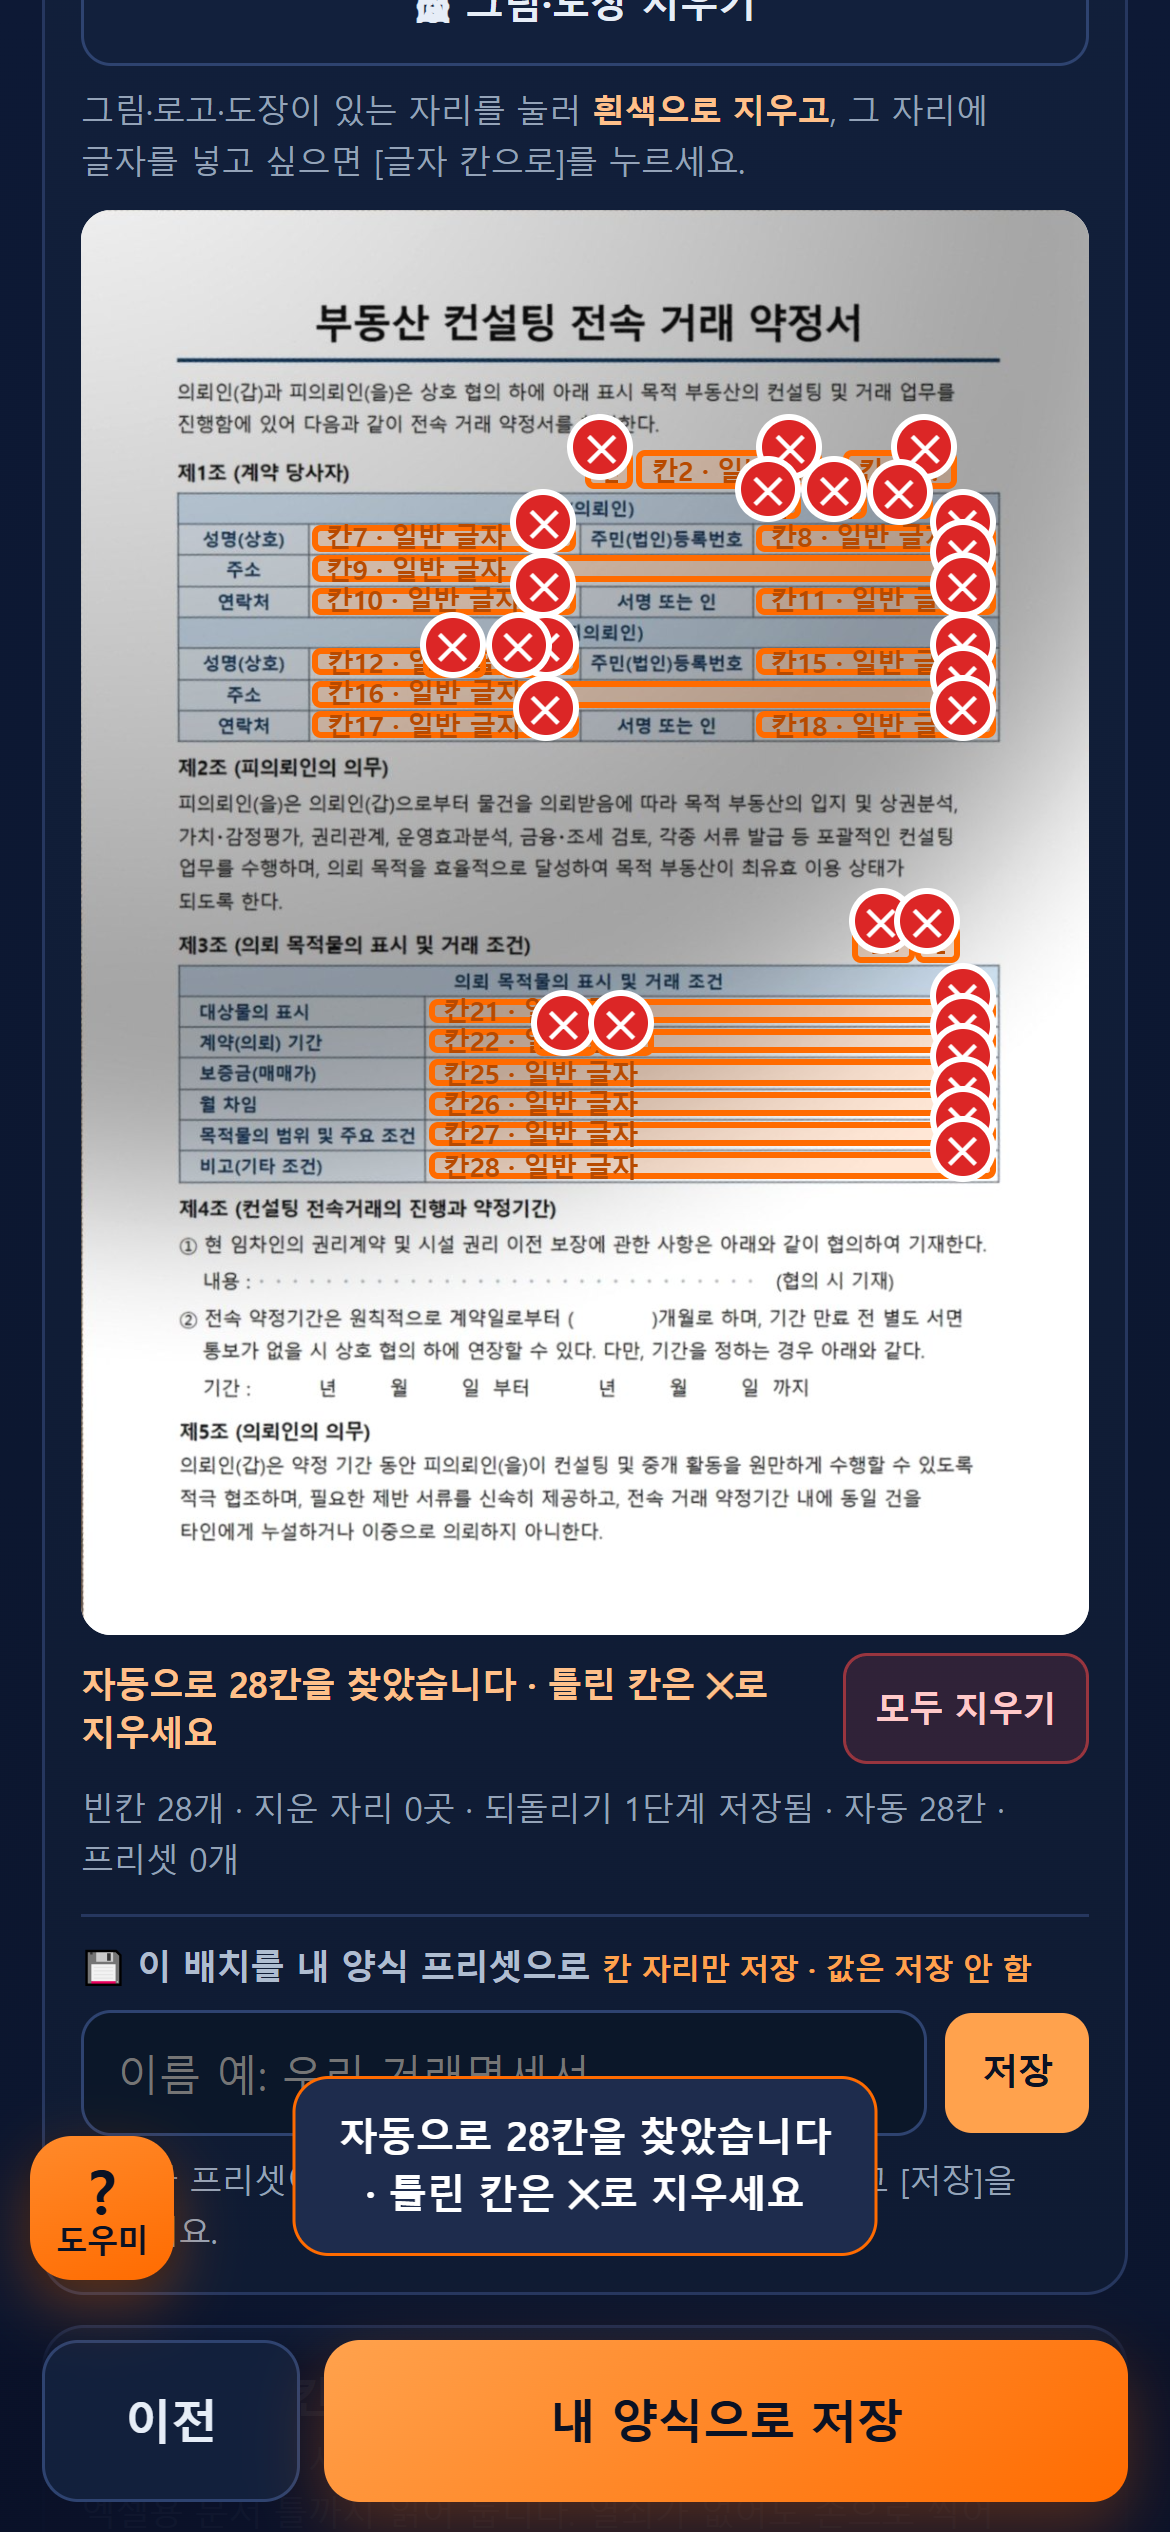 그림·도장 지우기
그림·로고·도장이 있는 자리를 눌러 흰색으로 지우고, 그 자리에
글자를 넣고 싶으면 [글자 칸으로]를 누르세요.
부동산 컨설팅 전속 거래 약정서
의뢰인(갑)과 피의뢰인(을)은 상호 협의 하에 아래 표시 목적 부동산의 컨설팅 및 거래 업무를
진행함에 있어 다음과 같이 전속 거래 약정서를 한다.
제1조 (계약 당사자)
칸2 · 일
의뢰인)
성명(상호) 칸7 · 일반 글자 주민(법인)등록번호 칸8 · 일반 글
주소 칸9 · 일반 글자
연락처 칸10 · 일반 글자 서명 또는 인 칸11 · 일반 글
피의뢰인)
성명(상호) 칸12 · 주민(법인)등록번호 칸15 · 일반 글
주소 칸16 · 일반 글자
연락처 칸17 · 일반 글자 서명 또는 인 칸18 · 일반 글
제2조 (피의뢰인의 의무)
피의뢰인(을)은 의뢰인(갑)으로부터 물건을 의뢰받음에 따라 목적 부동산의 입지 및 상권분석,
가치·감정평가, 권리관계, 운영효과분석, 금융·조세 검토, 각종 서류 발급 등 포괄적인 컨설팅
업무를 수행하며, 의뢰 목적을 효율적으로 달성하여 목적 부동산이 최유효 이용 상태가
되도록 한다.
제3조 (의뢰 목적물의 표시 및 거래 조건)
의뢰 목적물의 표시 및 거래 조건
대상물의 표시 칸21 ·
계약(의뢰) 기간 칸22 ·
보증금(매매가) 칸25 · 일반 글자
월 차임 칸26 · 일반 글자
목적물의 범위 및 주요 조건 칸27 · 일반 글자
비고(기타 조건) 칸28 · 일반 글자
제4조 (컨설팅 전속거래의 진행과 약정기간)
① 현 임차인의 권리계약 및 시설 권리 이전 보장에 관한 사항은 아래와 같이 협의하여 기재한다.
내용 : · · · · · · · · · · · · · · · · · · · · · · · · · · · · · · (협의 시 기재)
② 전속 약정기간은 원칙적으로 계약일로부터 ( )개월로 하며, 기간 만료 전 별도 서면
통보가 없을 시 상호 협의 하에 연장할 수 있다. 다만, 기간을 정하는 경우 아래와 같다.
기간 : 년 월 일 부터 년 월 일 까지
제5조 (의뢰인의 의무)
의뢰인(갑)은 약정 기간 동안 피의뢰인(을)이 컨설팅 및 중개 활동을 원만하게 수행할 수 있도록
적극 협조하며, 필요한 제반 서류를 신속히 제공하고, 전속 거래 약정기간 내에 동일 건을
타인에게 누설하거나 이중으로 의뢰하지 아니한다.
자동으로 28칸을 찾았습니다 · 틀린 칸은 ✕로
지우세요
모두 지우기
빈칸 28개 · 지운 자리 0곳 · 되돌리기 1단계 저장됨 · 자동 28칸 ·
프리셋 0개
💾 이 배치를 내 양식 프리셋으로 칸 자리만 저장 · 값은 저장 안 함
이름 예: 우리 거래명세서
저장
자동으로 28칸을 찾았습니다
· 틀린 칸은 ✕로 지우세요
프리셋 [저장]을
요.
?
도우미
이전
내 양식으로 저장